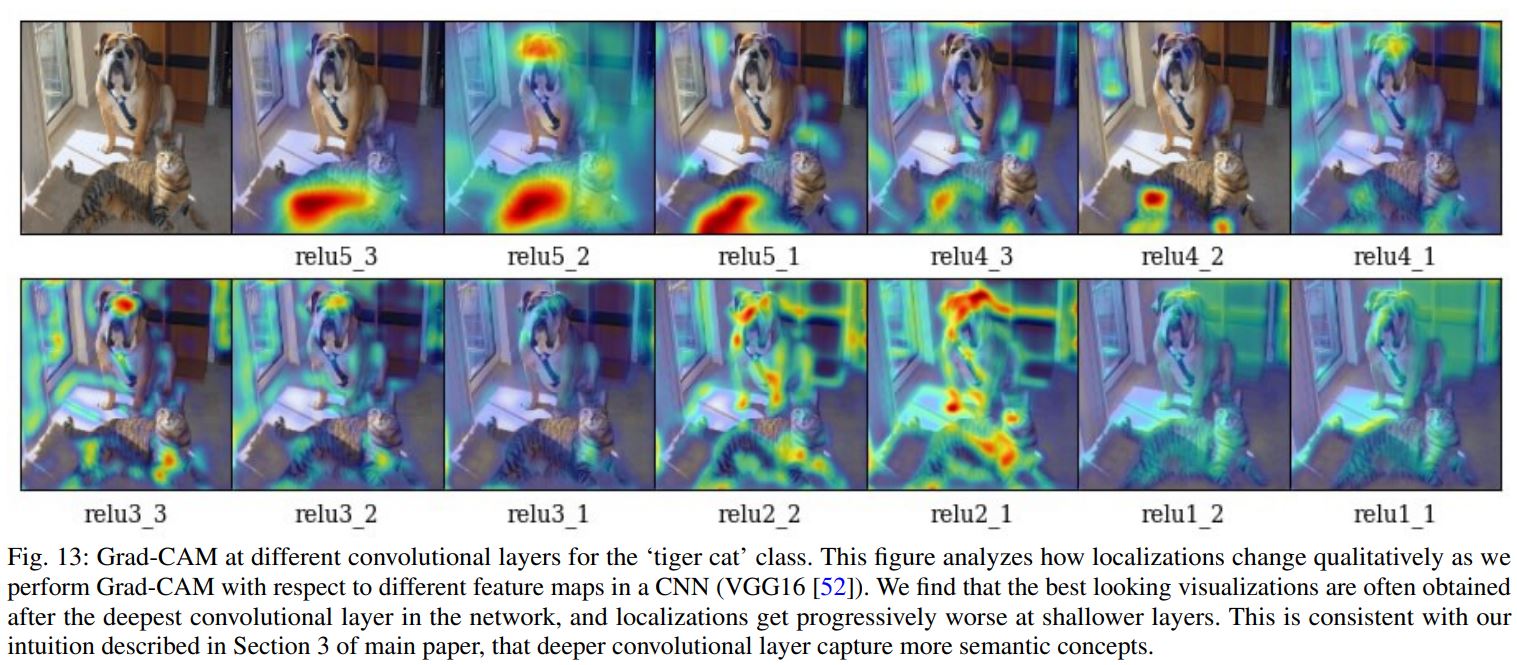 relu5_3 relu5_2 relu5_1 relu4_3 relu4_2 relu4_1
relu3_3 relu3_2 relu3_1 relu2_2 relu2_1 relu1_2 relu1_1
Fig. 13: Grad-CAM at different convolutional layers for the ‘tiger cat’ class. This figure analyzes how localizations change qualitatively as we
perform Grad-CAM with respect to different feature maps in a CNN (VGG16 [52]). We find that the best looking visualizations are often obtained
after the deepest convolutional layer in the network, and localizations get progressively worse at shallower layers. This is consistent with our
intuition described in Section 3 of main paper, that deeper convolutional layer capture more semantic concepts.